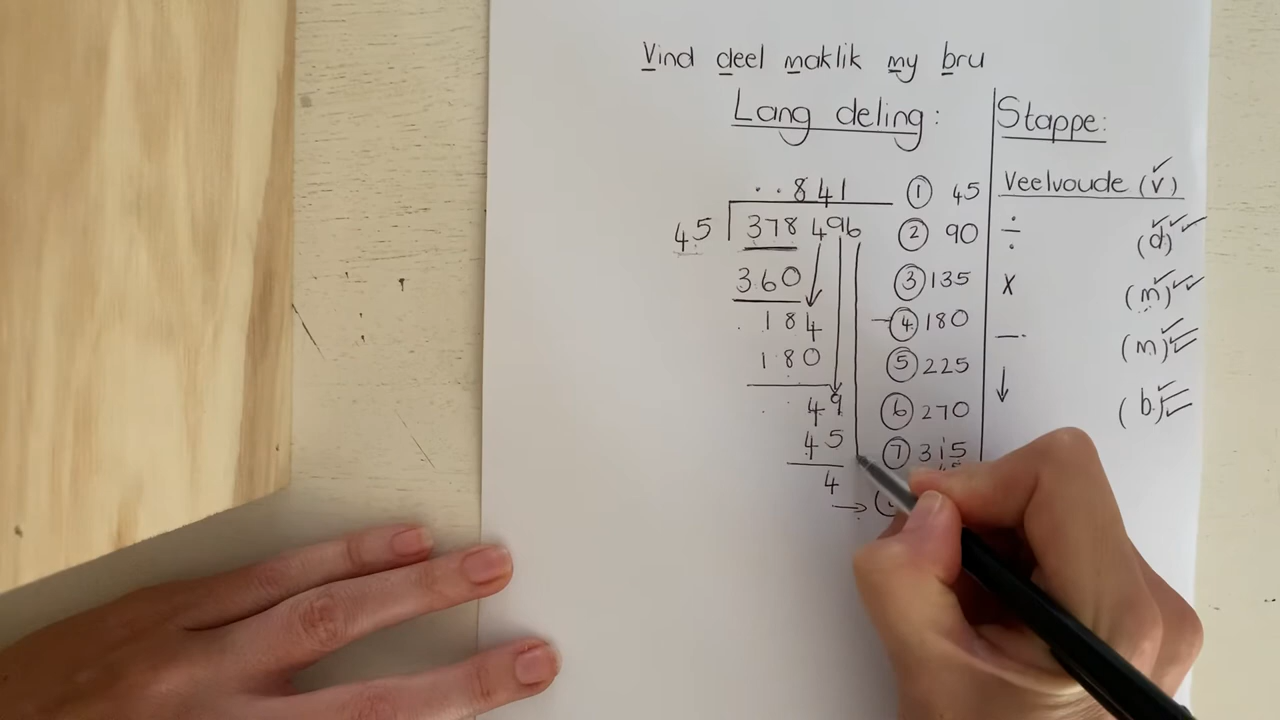 Vind deel maklik my bru
Lang deling:
. . 841
45 378 496
360
. 184
180
. . 49
45
4
→
① 45
② 90
③ 135
④ 180
⑤ 225
⑥ 270
⑦ 315
Stappe:
Veelvoude (v) ✓
÷ (d) ✓✓✓
x (m) ✓✓✓
— (m) ✓✓✓
↓ (b) ✓✓✓